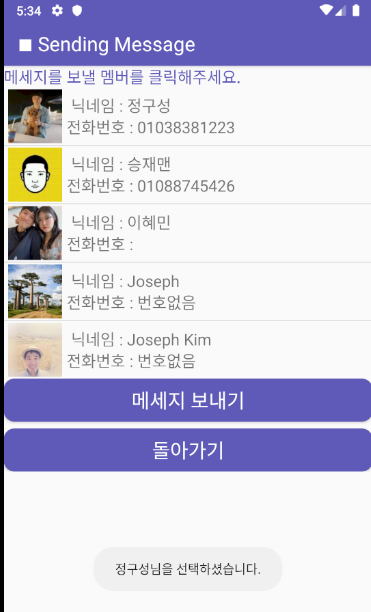 5:34
■ Sending Message
메세지를 보낼 멤버를 클릭해주세요.
닉네임 : 정구성
전화번호 : 01038381223
닉네임 : 승재맨
전화번호 : 01088745426
닉네임 : 이혜민
전화번호 :
닉네임 : Joseph
전화번호 : 번호없음
닉네임 : Joseph Kim
전화번호 : 번호없음
메세지 보내기
돌아가기
정구성님을 선택하셨습니다.